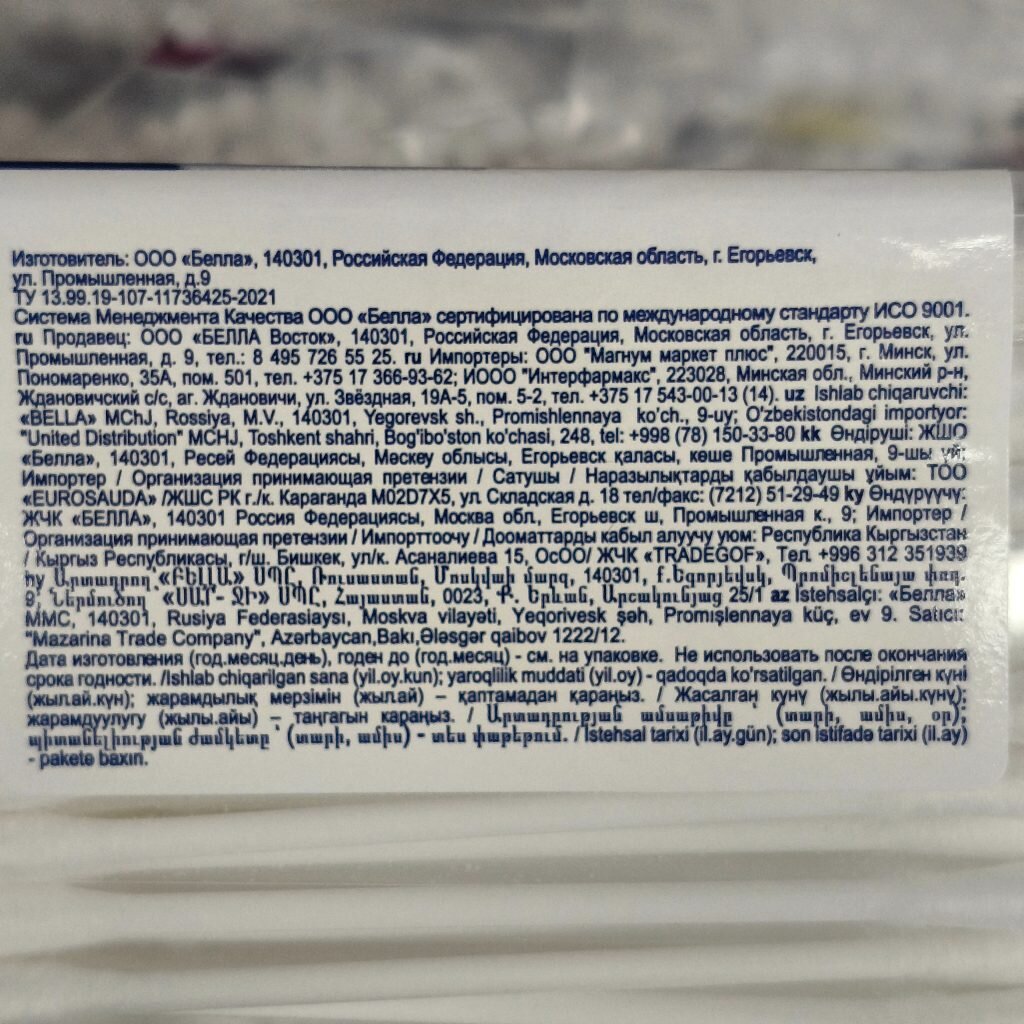 Изготовитель: ООО «Белла», 140301, Российская Федерация, Московская область, г. Егорьевск,
ул. Промышленная, д.9
ТУ 13.99.19-107-11736425-2021
Система Менеджмента Качества ООО «Белла» сертифицирована по международному стандарту ИСО 9001.
ru Продавец: ООО «БЕЛЛА Восток», 140301, Российская Федерация, Московская область, г. Егорьевск, ул.
Промышленная, д. 9, тел.: 8 495 726 55 25. ru Импортеры: ООО "Магнум маркет плюс", 220015, г. Минск, ул.
Пономаренко, 35А, пом. 501, тел. +375 17 366-93-62; ИООО "Интерфармакс", 223028, Минская обл., Минский р-н,
Ждановичский с/с, аг. Ждановичи, ул. Звёздная, 19А-5, пом. 5-2, тел. +375 17 543-00-13 (14). uz Ishlab chiqaruvchi:
«BELLA» MChJ, Rossiya, M.V., 140301, Yegorevsk sh., Promishlennaya ko'ch., 9-uy; O'zbekistondagi importyor:
"United Distribution" MCHJ, Toshkent shahri, Bog'ibo'ston ko'chasi, 248, tel: +998 (78) 150-33-80 kk Өндіруші: ЖШО
«Белла», 140301, Ресей Федерациясы, Мәскеу облысы, Егорьевск қаласы, көше Промышленная, 9-шы үй;
Импортер / Организация принимающая претензии / Сатушы / Наразылықтарды қабылдаушы ұйым: ТОО
«EUROSAUDA» /ЖШС РК г./к. Караганда M02D7X5, ул. Складская д. 18 тел/факс: (7212) 51-29-49 ky Өндүрүүчү:
ЖЧК «БЕЛЛА», 140301 Россия Федерациясы, Москва обл., Егорьевск ш, Промышленная к., 9; Импортер /
Организация принимающая претензии / Импорттоочу / Дооматтарды кабыл алуучу уюм: Республика Кыргызстан
/ Кыргыз Республикасы, г/ш. Бишкек, ул/к. Асаналиева 15, ОсОО/ ЖЧК «TRADEGOF», Тел. +996 312 351939
hy Արտադրող «ԲԵԼԼԱ» ՍՊԸ, Ռուսաստան, Մոսկվայի մարզ, 140301, ք.Եգորյևսկ, Պրոմիշլենայա փող.
9, Ներմուծող «ՍԱՐ- ՋԻ» ՍՊԸ, Հայաստան, 0023, Ք. Երևան, Արշակունյաց 25/1 az İstehsalçı: «Bella»
MMC, 140301, Rusiya Federasiyası, Moskva vilayəti, Yeqorivesk şəh, Promışlennaya küç, ev 9. Satıcı:
"Mazarina Trade Company", Azərbaycan,Bakı,Ələsgər qaibov 1222/12.
Дата изготовления (год.месяц.день), годен до (год.месяц) - см. на упаковке. Не использовать после окончания
срока годности. /Ishlab chiqarilgan sana (yil.oy.kun); yaroqlilik muddati (yil.oy) - qadoqda ko'rsatilgan. / Өндірілген күні
(жыл.ай.күн); жарамдылық мерзімін (жыл.ай) – қаптамадан қараңыз. / Жасалган күнү (жылы.айы.күнү);
жарамдуулугу (жылы.айы) – таңгагын караңыз. / Արտադրության ամսաթիվը (տարի, ամիս, օր);
պիտանելիության ժամկետը (տարի, ամիս) - տես փաթեթում. / İstehsal tarixi (il.ay.gün); son istifadə tarixi (il.ay)
- paketə baxın.